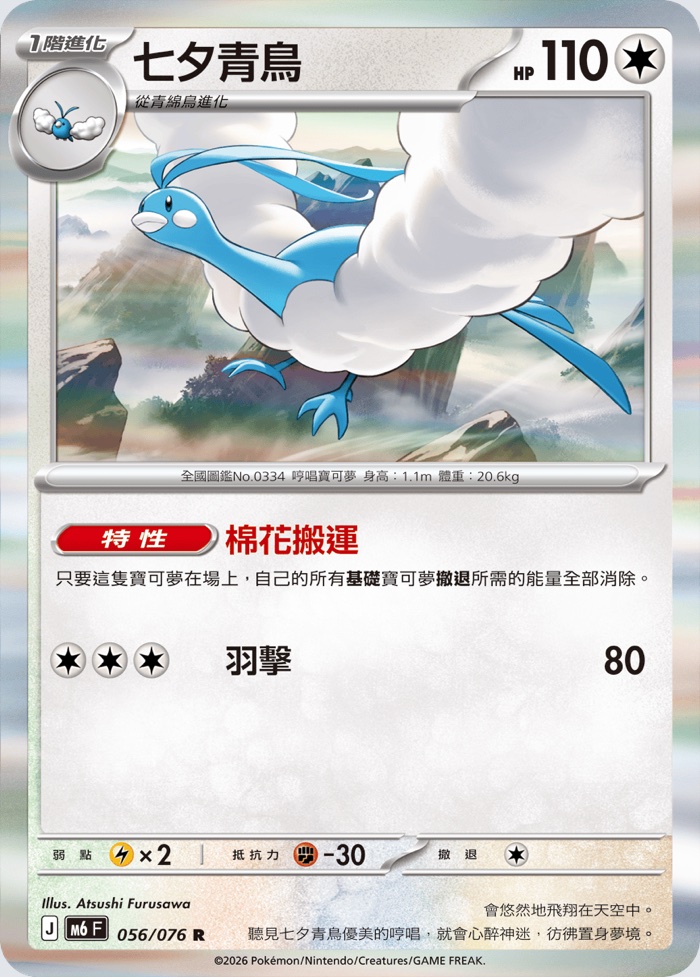 1階進化
七夕青鳥
HP 110
從青綿鳥進化
全國圖鑑No.0334 哼唱寶可夢 身高：1.1m 體重：20.6kg
特性 棉花搬運
只要這隻寶可夢在場上，自己的所有基礎寶可夢撤退所需的能量全部消除。
羽擊 80
弱點 ×2 抵抗力 -30 撤退
Illus. Atsushi Furusawa
會悠然地飛翔在天空中。
J M6 F 056/076 R
聽見七夕青鳥優美的哼唱，就會心醉神迷，彷彿置身夢境。
©2026 Pokémon/Nintendo/Creatures/GAME FREAK.